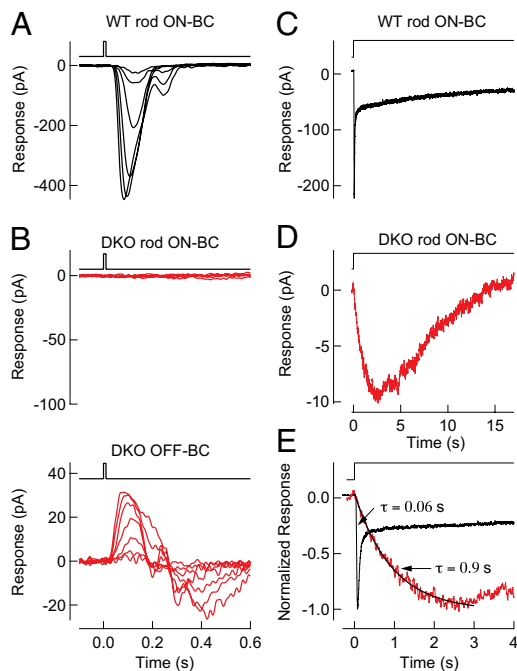 A
WT rod ON-BC
Response (pA)
0
-200
-400
B
DKO rod ON-BC
Response (pA)
0
-50
-100
DKO OFF-BC
Response (pA)
40
20
0
-20
0.0
0.2
0.4
0.6
Time (s)
C
WT rod ON-BC
Response (pA)
0
-100
-200
D
DKO rod ON-BC
Response (pA)
0
-5
-10
0
5
10
15
Time (s)
E
Normalized Response
0.0
-0.5
-1.0
τ = 0.06 s
τ = 0.9 s
0
1
2
3
4
Time (s)